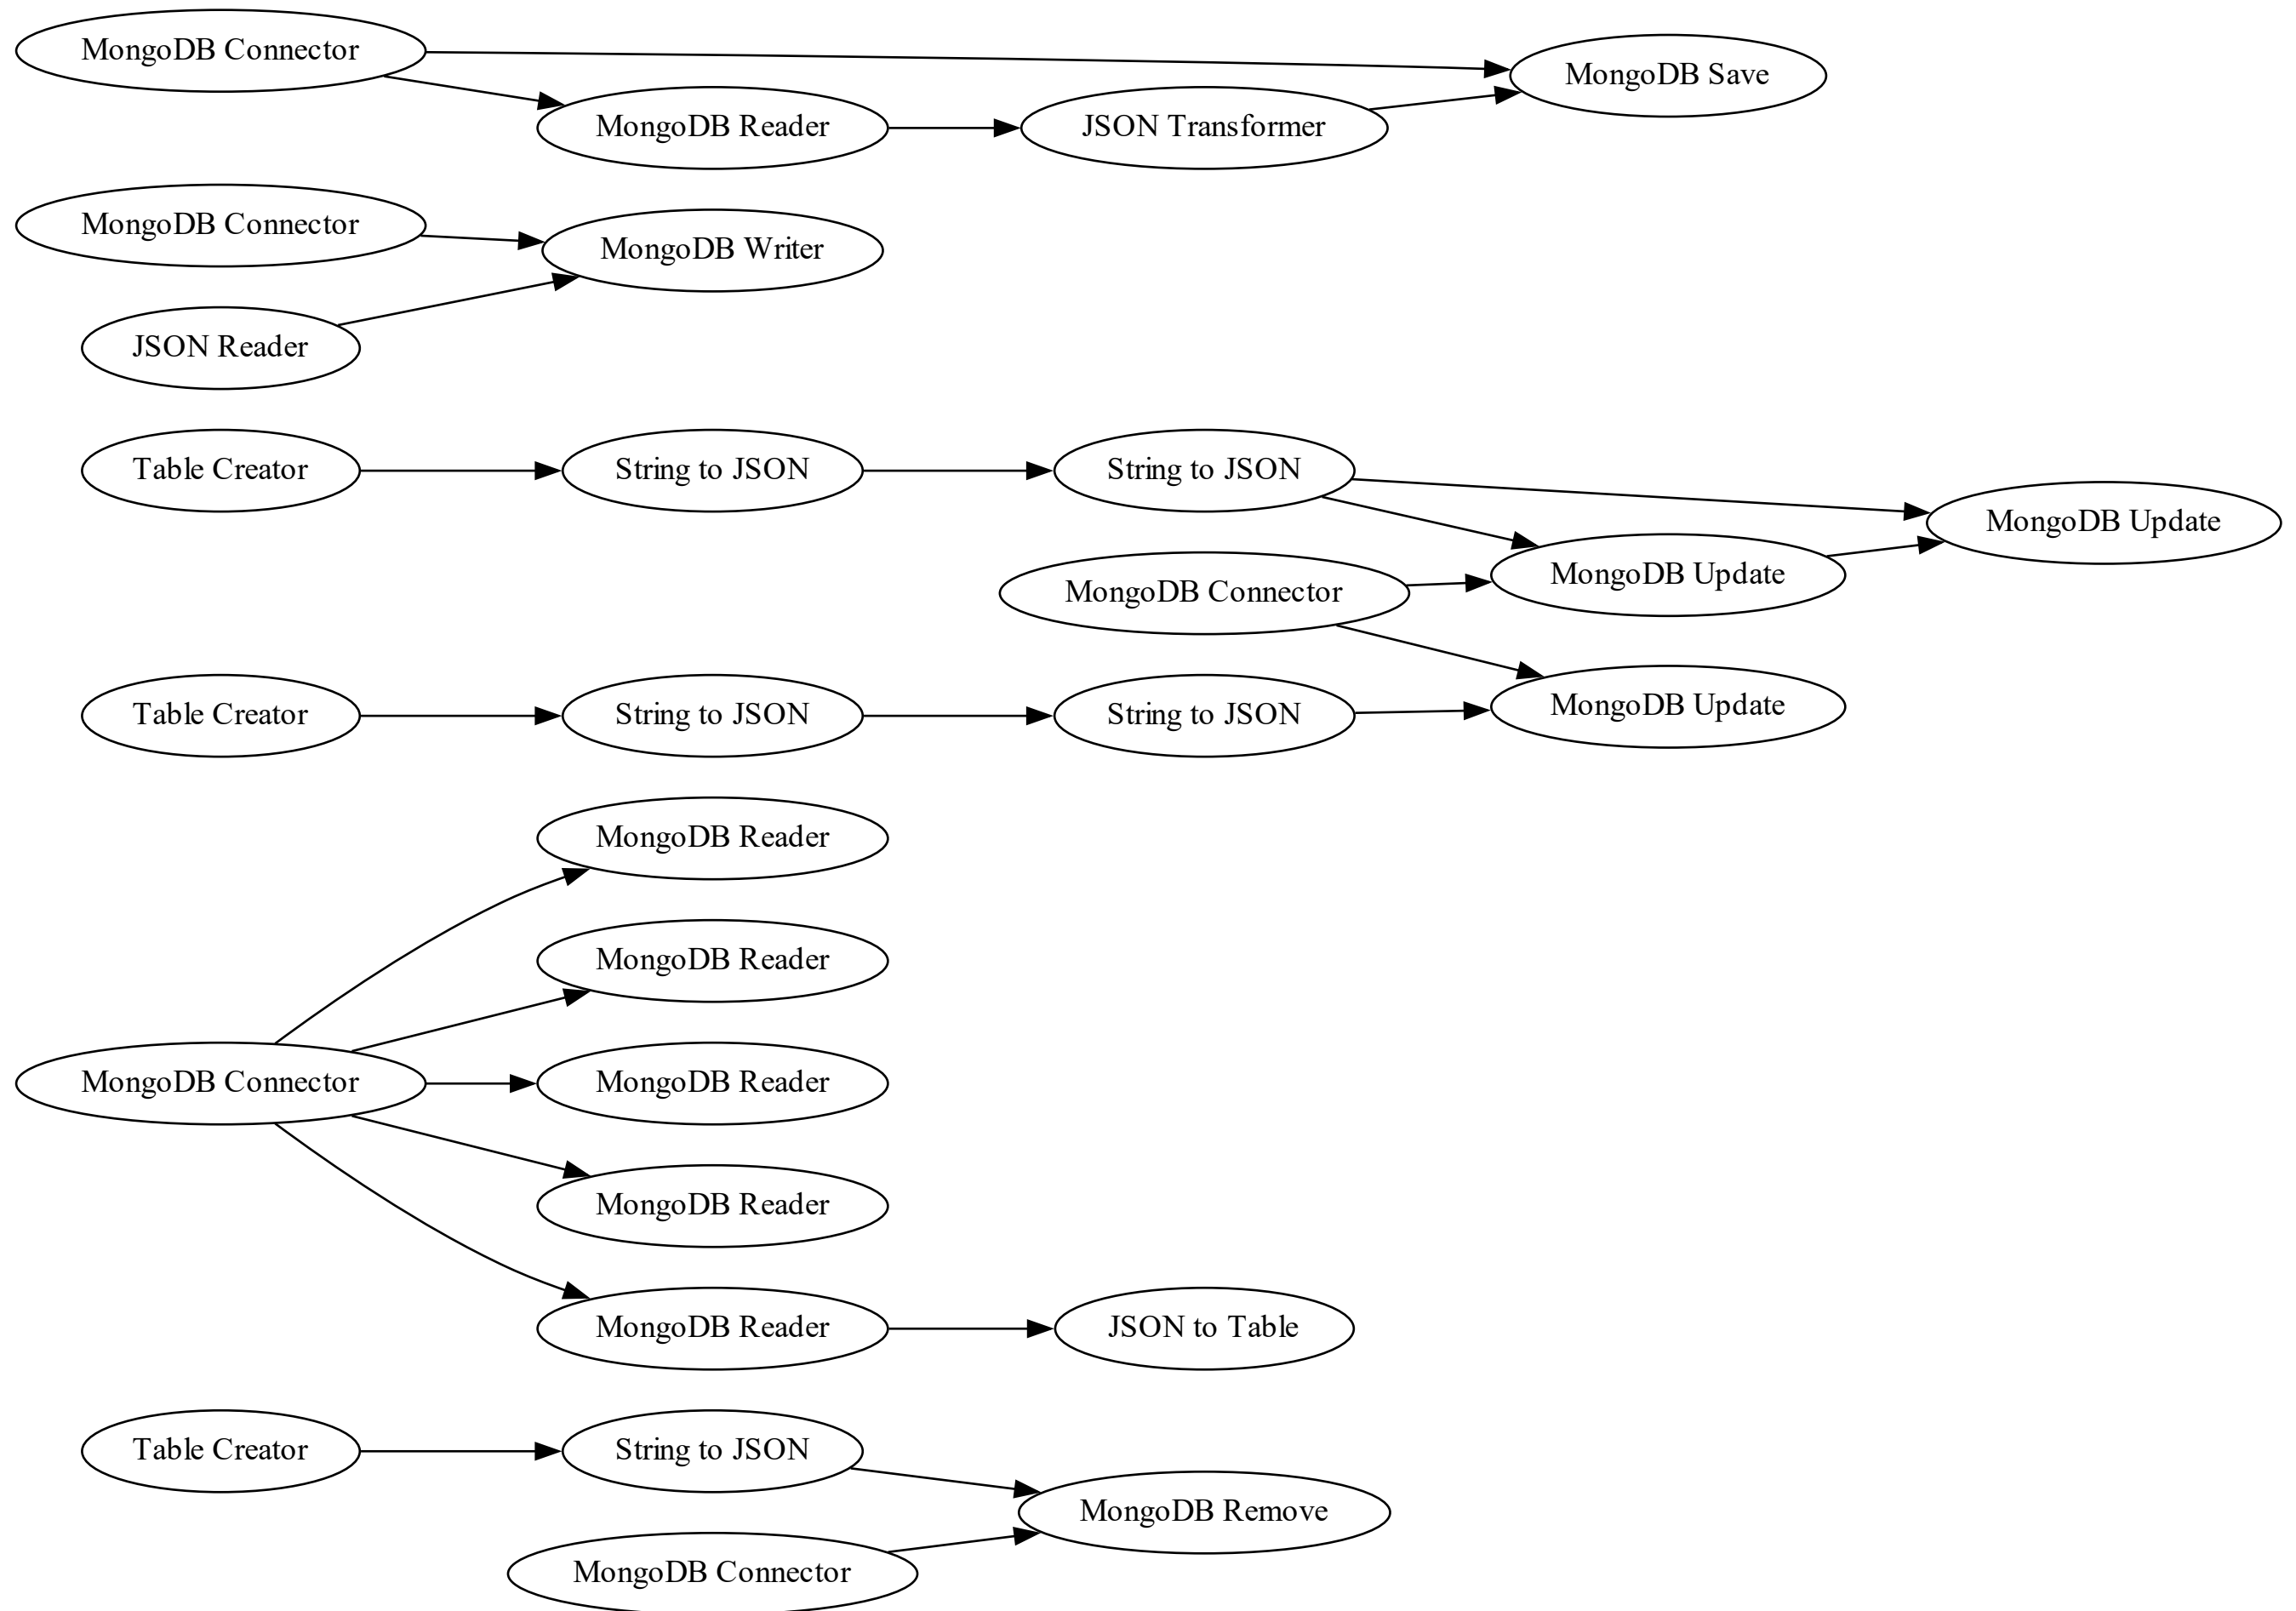 MongoDB Connector
MongoDB Save
MongoDB Reader
JSON Transformer
MongoDB Connector
MongoDB Writer
JSON Reader
Table Creator
String to JSON
String to JSON
MongoDB Update
MongoDB Connector
MongoDB Update
Table Creator
String to JSON
String to JSON
MongoDB Update
MongoDB Reader
MongoDB Reader
MongoDB Connector
MongoDB Reader
MongoDB Reader
MongoDB Reader
JSON to Table
Table Creator
String to JSON
MongoDB Remove
MongoDB Connector